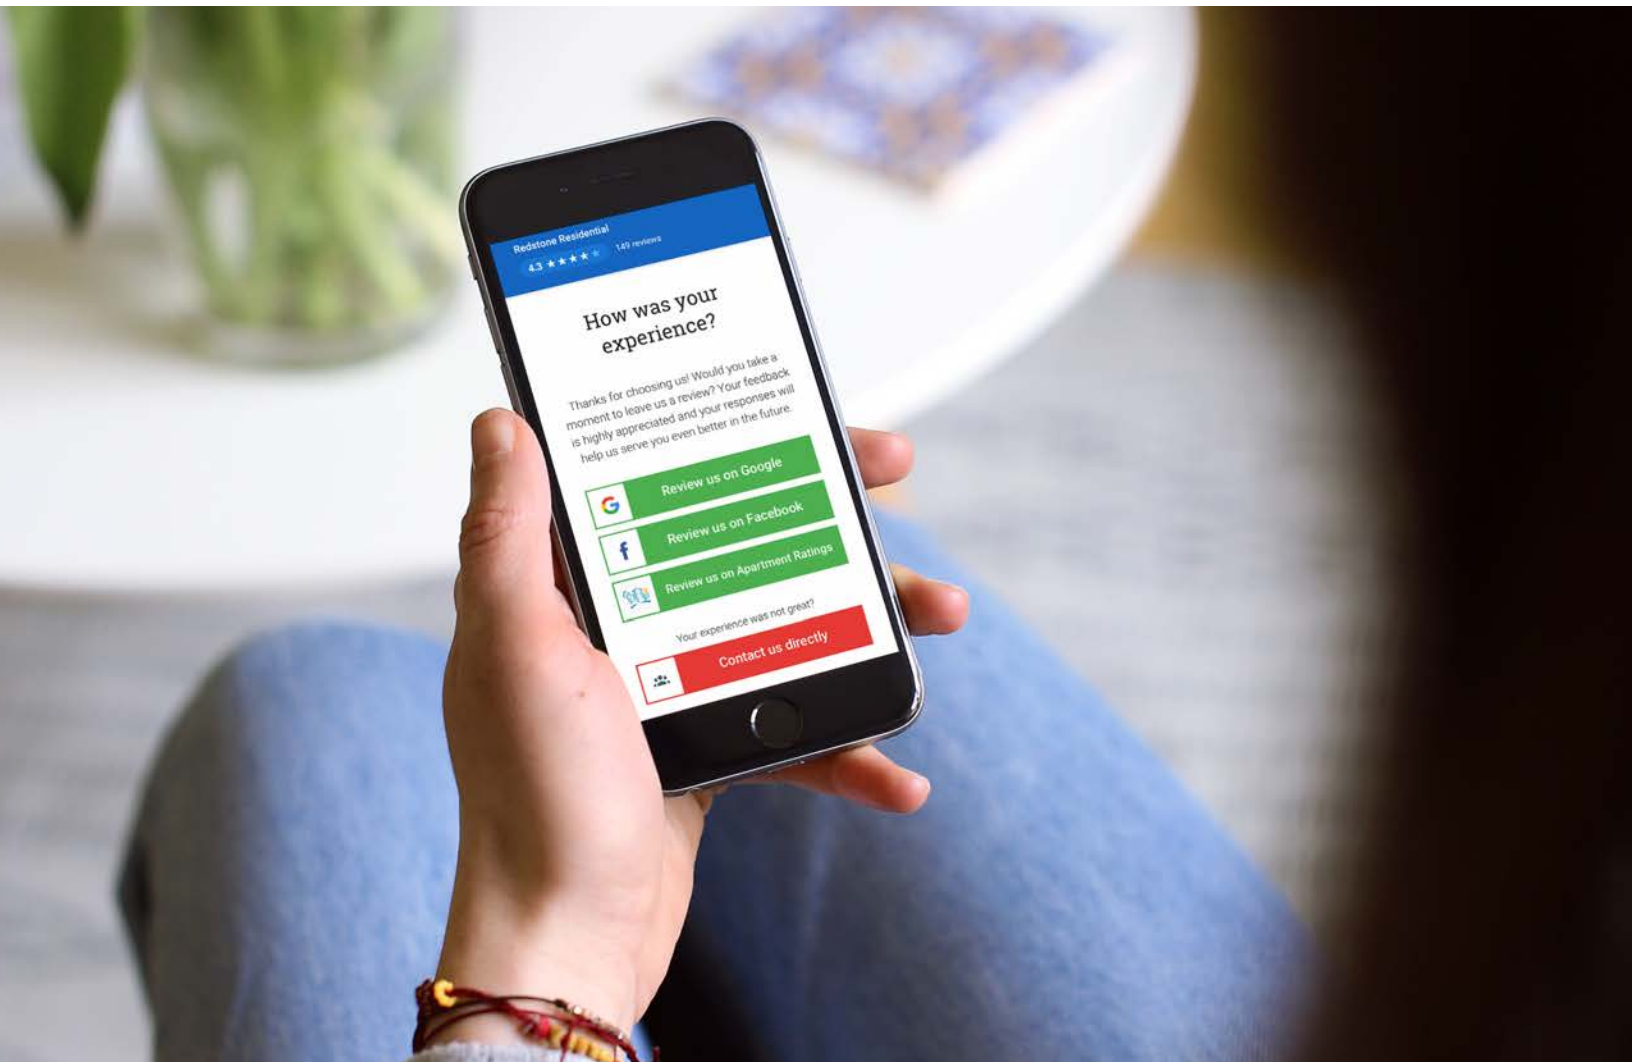 Redstone Residential
4.3 ★★★★★ 149 reviews
How was your
experience?
Thanks for choosing us! Would you take a
moment to leave us a review? Your feedback
is highly appreciated and your responses will
help us serve you even better in the future.
G Review us on Google
f Review us on Facebook
Review us on Apartment Ratings
Your experience was not great?
Contact us directly